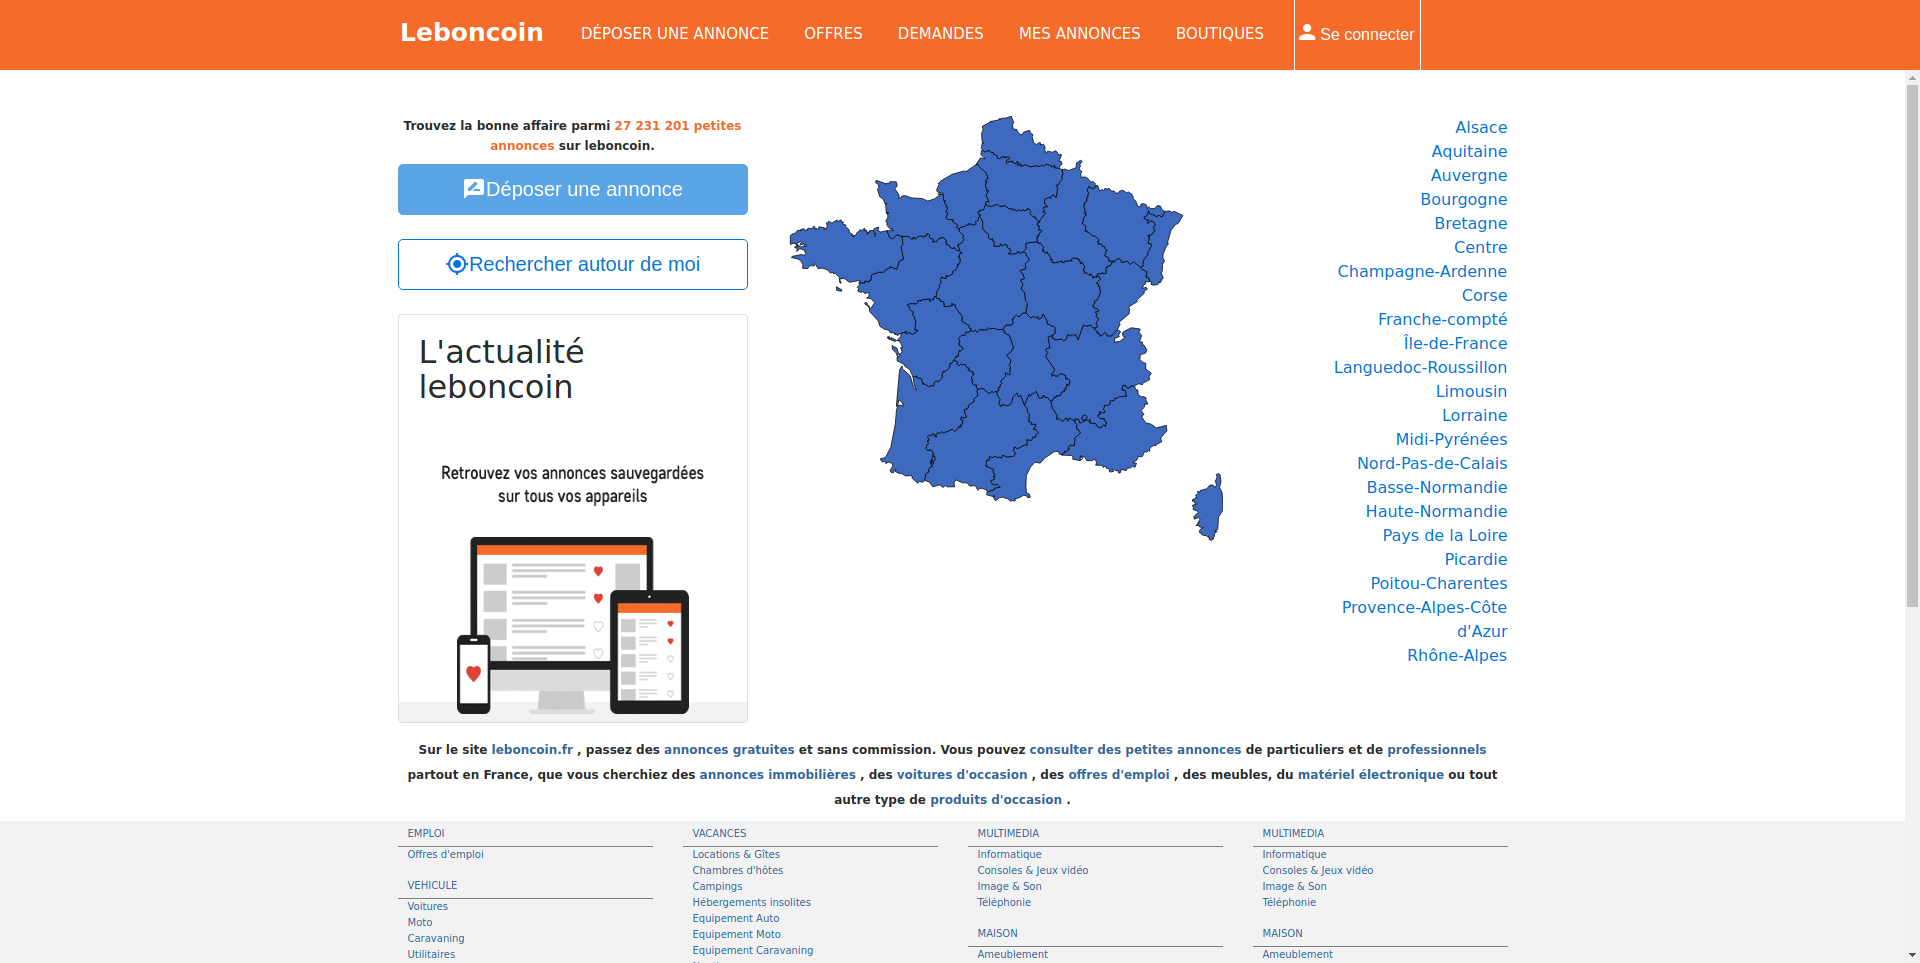 Leboncoin
DÉPOSER UNE ANNONCE
OFFRES
DEMANDES
MES ANNONCES
BOUTIQUES
Se connecter
Trouvez la bonne affaire parmi 27 231 201 petites
annonces sur leboncoin.
Déposer une annonce
Rechercher autour de moi
L'actualité
leboncoin
Retrouvez vos annonces sauvegardées
sur tous vos appareils
Alsace
Aquitaine
Auvergne
Bourgogne
Bretagne
Centre
Champagne-Ardenne
Corse
Franche-compté
Île-de-France
Languedoc-Roussillon
Limousin
Lorraine
Midi-Pyrénées
Nord-Pas-de-Calais
Basse-Normandie
Haute-Normandie
Pays de la Loire
Picardie
Poitou-Charentes
Provence-Alpes-Côte
d'Azur
Rhône-Alpes
Sur le site leboncoin.fr , passez des annonces gratuites et sans commission. Vous pouvez consulter des petites annonces de particuliers et de professionnels
partout en France, que vous cherchiez des annonces immobilières , des voitures d'occasion , des offres d'emploi , des meubles, du matériel électronique ou tout
autre type de produits d'occasion .
EMPLOI
Offres d'emploi
VEHICULE
Voitures
Moto
Caravaning
Utilitaires
VACANCES
Locations & Gîtes
Chambres d'hôtes
Campings
Hébergements insolites
Equipement Auto
Equipement Moto
Equipement Caravaning
MULTIMEDIA
Informatique
Consoles & Jeux vidéo
Image & Son
Téléphonie
MAISON
Ameublement
MULTIMEDIA
Informatique
Consoles & Jeux vidéo
Image & Son
Téléphonie
MAISON
Ameublement